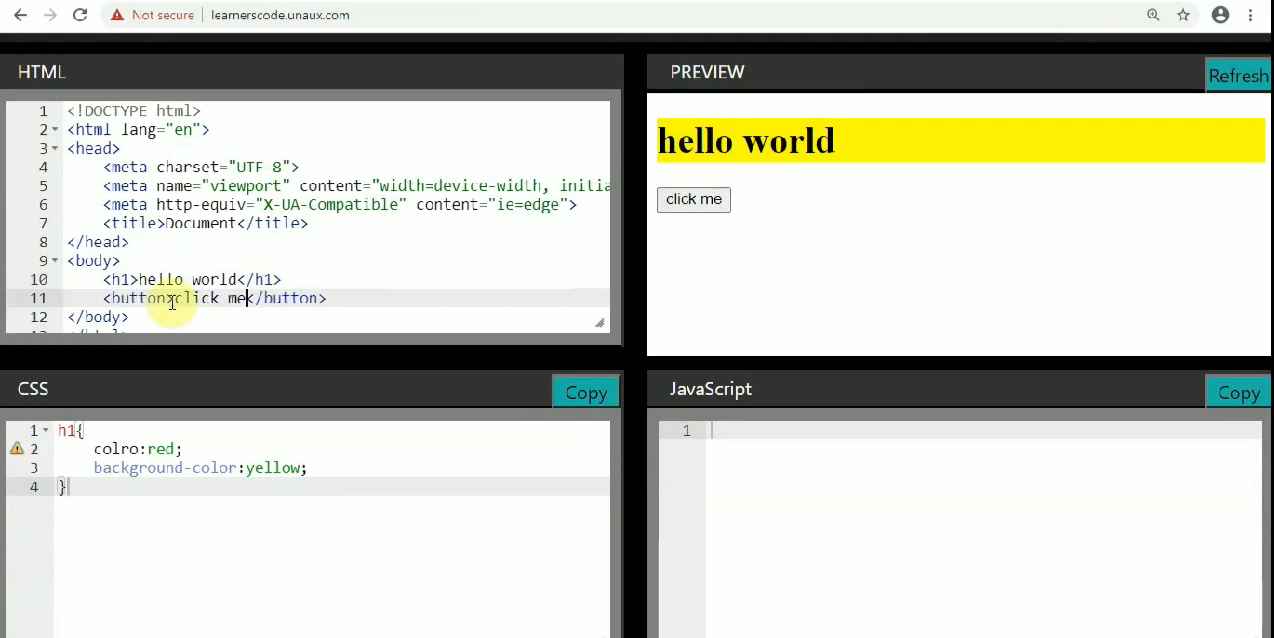 Not secure learnerscode.unaux.com
HTML
1 <!DOCTYPE html>
2 <html lang="en">
3 <head>
4 <meta charset="UTF-8">
5 <meta name="viewport" content="width=device-width, initia
6 <meta http-equiv="X-UA-Compatible" content="ie=edge">
7 <title>Document</title>
8 </head>
9 <body>
10 <h1>hello world</h1>
11 <button>click me</button>
12 </body>
PREVIEW
Refresh
hello world
click me
CSS
Copy
1 h1{
2 colro:red;
3 background-color:yellow;
4 }
JavaScript
Copy
1